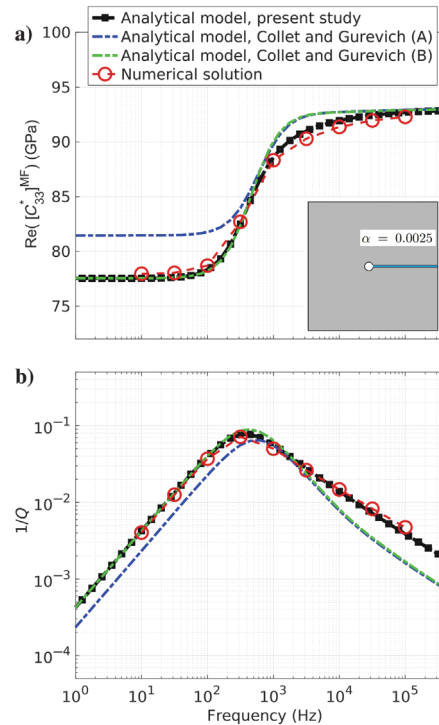 Analytical model, present study
Analytical model, Collet and Gurevich (A)
Analytical model, Collet and Gurevich (B)
Numerical solution
a)
100
95
90
85
80
75
Re( [C*33]ᴹᶠ) (GPa)
α = 0.0025
b)
10⁻¹
10⁻²
10⁻³
10⁻⁴
1/Q
10⁰ 10¹ 10² 10³ 10⁴ 10⁵
Frequency (Hz)